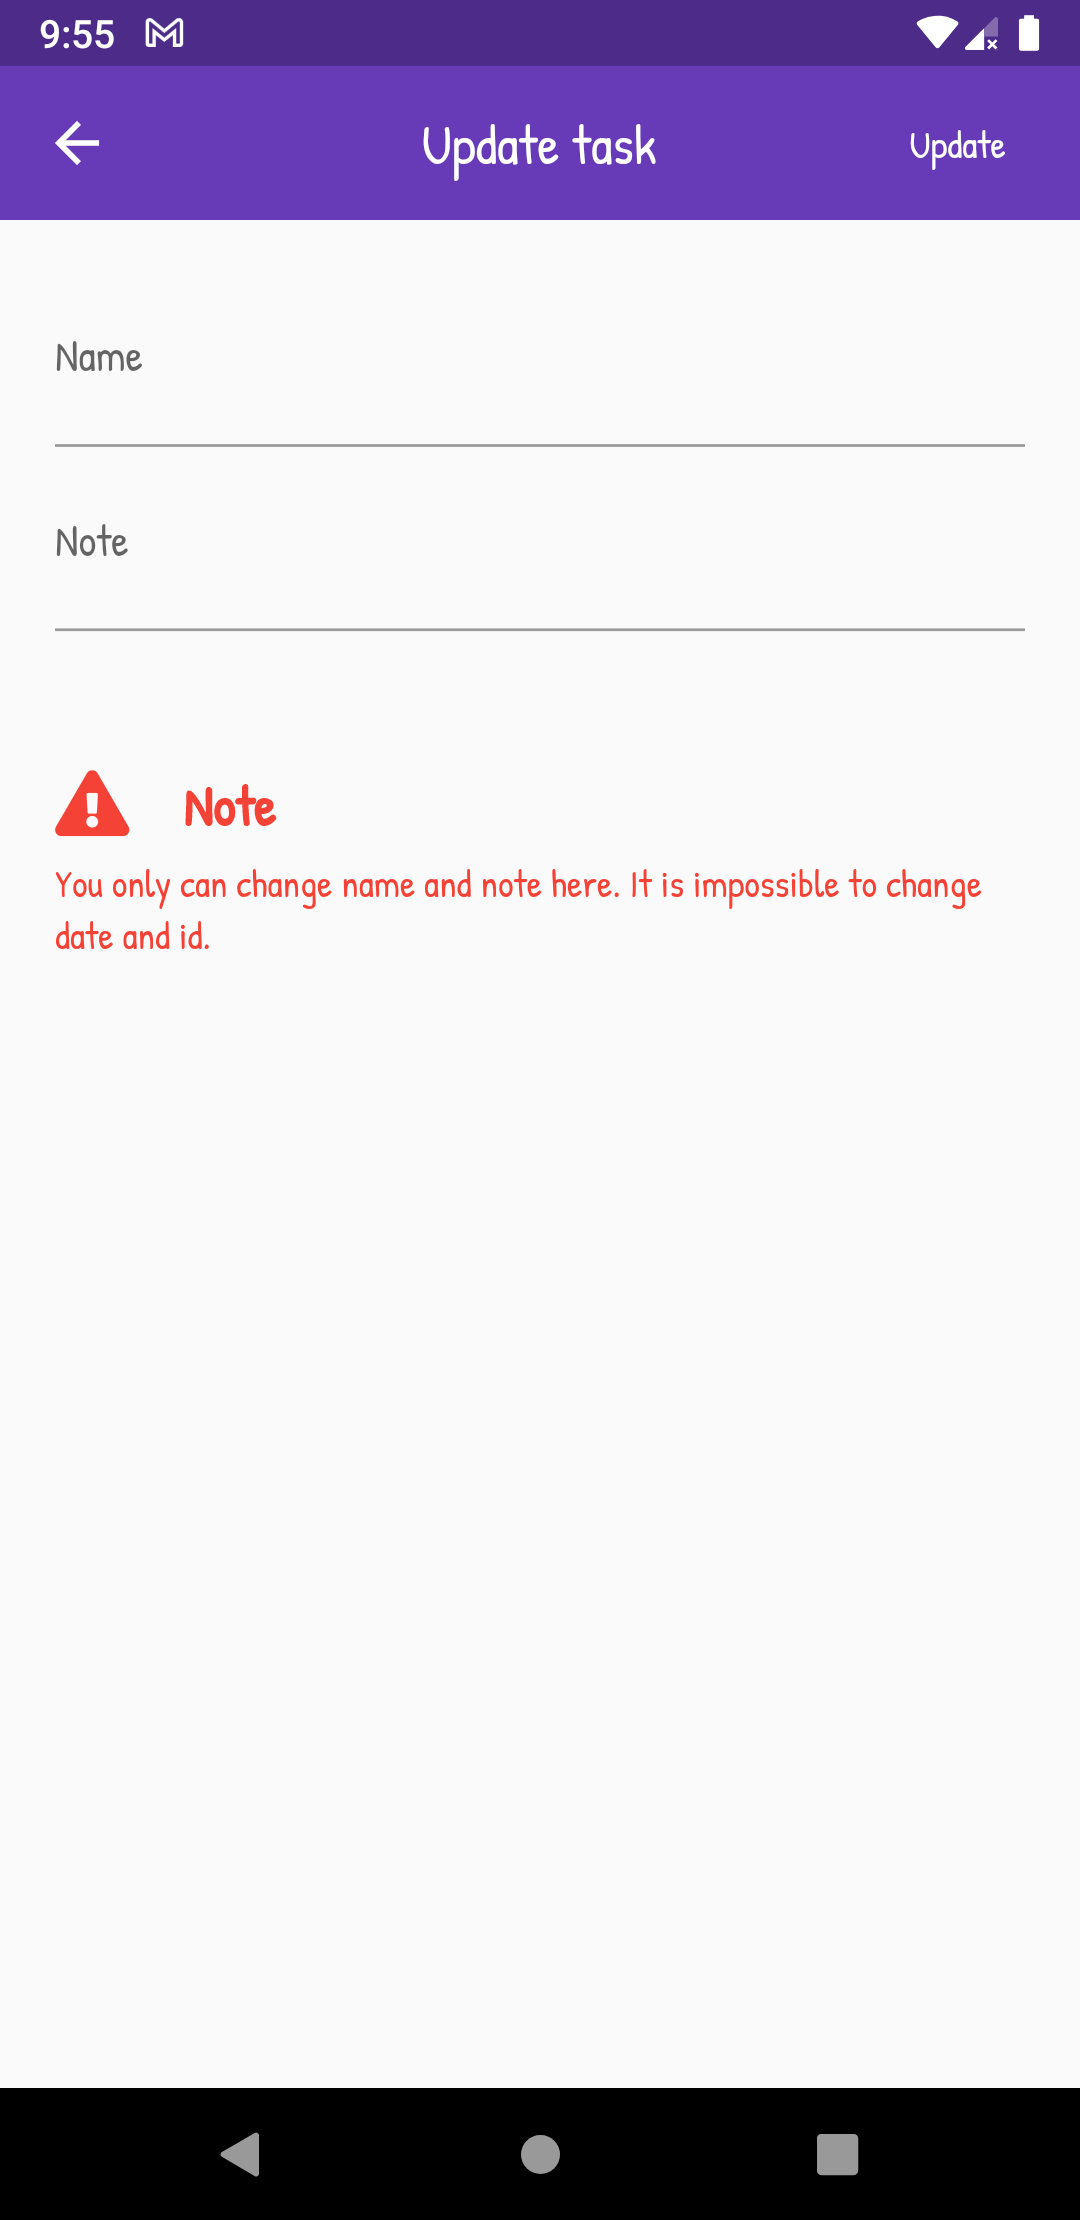 9:55
Update task
Update
Name
Note
Note
You only can change name and note here. It is impossible to change
date and id.